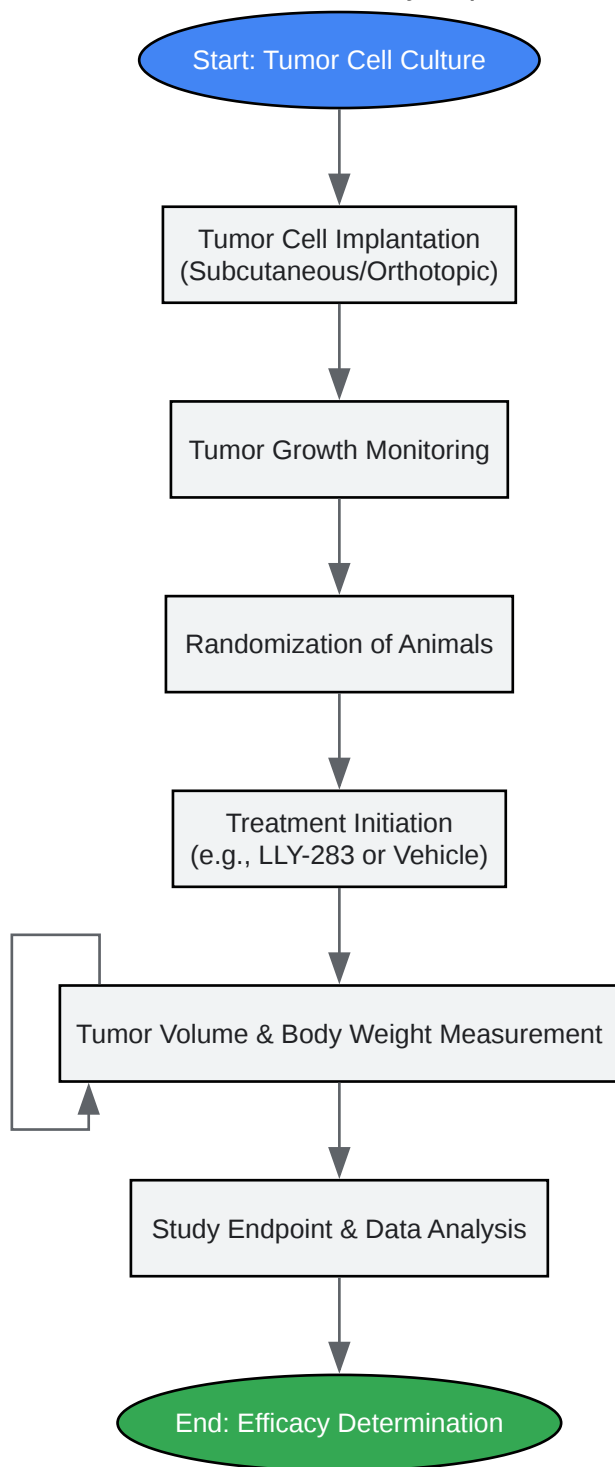 Start: Tumor Cell Culture
Tumor Cell Implantation
(Subcutaneous/Orthotopic)
Tumor Growth Monitoring
Randomization of Animals
Treatment Initiation
(e.g., LLY-283 or Vehicle)
Tumor Volume & Body Weight Measurement
Study Endpoint & Data Analysis
End: Efficacy Determination